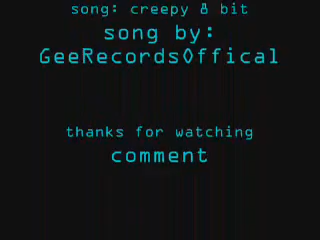 song: creepy 8 bit
song by:
GeeRecordsOffical
thanks for watching
comment